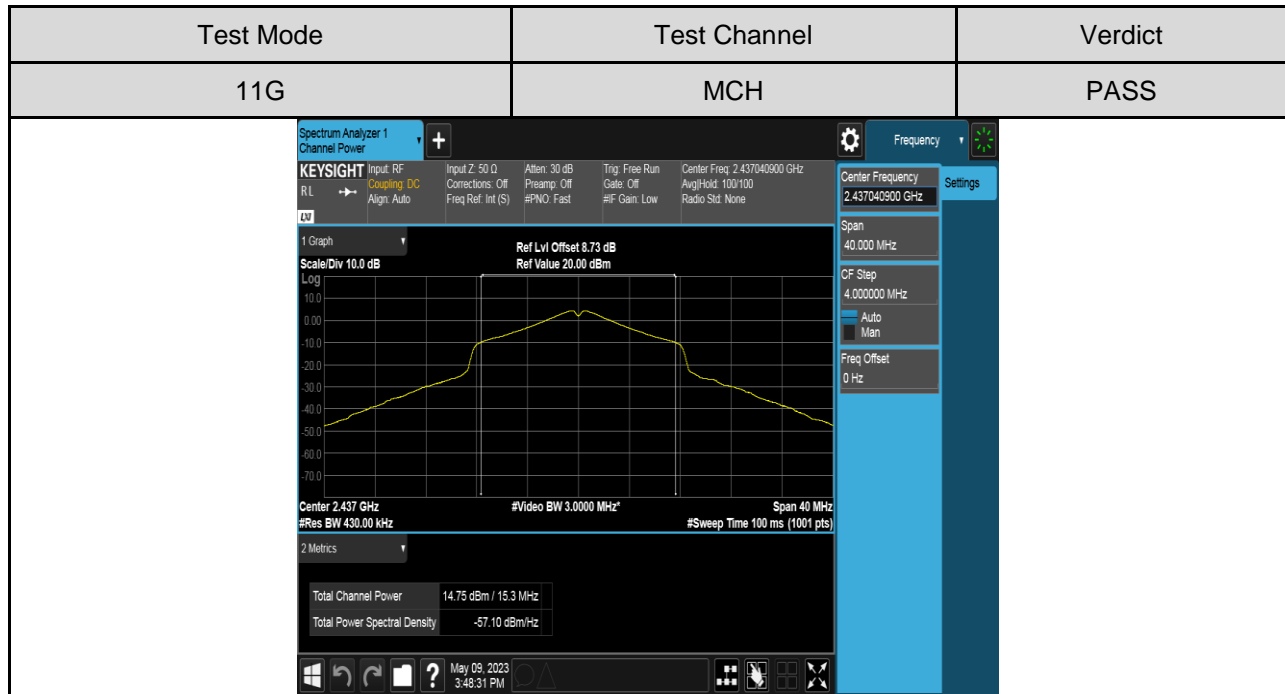 Test Mode Test Channel Verdict
11G MCH PASS
Spectrum Analyzer 1
Channel Power
+
Frequency
KEYSIGHT Input: RF Input Z: 50 Ω Atten: 30 dB Trig: Free Run Center Freq: 2.437040900 GHz
RL Coupling: DC Corrections: Off Preamp: Off Gate: Off Avg|Hold: 100/100
Align: Auto Freq Ref: Int (S) #PNO: Fast #IF Gain: Low Radio Std: None
LXI
Center Frequency
2.437040900 GHz
Settings
Span
40.000 MHz
CF Step
4.000000 MHz
Auto
Man
Freq Offset
0 Hz
1 Graph
Ref Lvl Offset 8.73 dB
Scale/Div 10.0 dB Ref Value 20.00 dBm
Log
10.0
0.00
-10.0
-20.0
-30.0
-40.0
-50.0
-60.0
-70.0
Center 2.437 GHz #Video BW 3.0000 MHz* Span 40 MHz
#Res BW 430.00 kHz #Sweep Time 100 ms (1001 pts)
2 Metrics
Total Channel Power 14.75 dBm / 15.3 MHz
Total Power Spectral Density -57.10 dBm/Hz
? May 09, 2023
3:48:31 PM